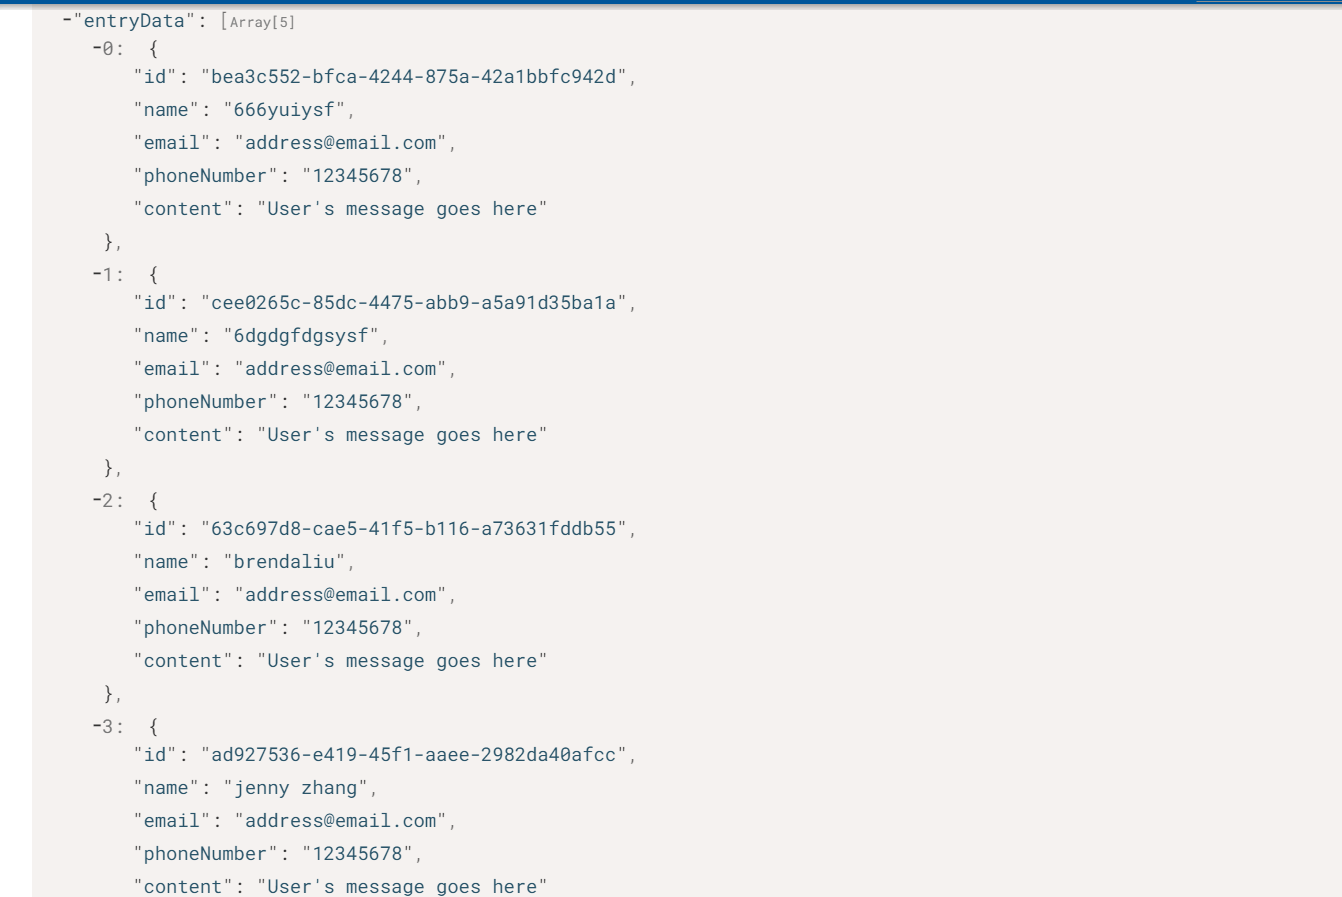 -"entryData": [Array[5]
-0: {
"id": "bea3c552-bfca-4244-875a-42a1bbfc942d",
"name": "666yuiysf",
"email": "address@email.com",
"phoneNumber": "12345678",
"content": "User's message goes here"
},
-1: {
"id": "cee0265c-85dc-4475-abb9-a5a91d35ba1a",
"name": "6dgdgfdgsysf",
"email": "address@email.com",
"phoneNumber": "12345678",
"content": "User's message goes here"
},
-2: {
"id": "63c697d8-cae5-41f5-b116-a73631fddb55",
"name": "brendaliu",
"email": "address@email.com",
"phoneNumber": "12345678",
"content": "User's message goes here"
},
-3: {
"id": "ad927536-e419-45f1-aaee-2982da40afcc",
"name": "jenny zhang",
"email": "address@email.com",
"phoneNumber": "12345678",
"content": "User's message goes here"